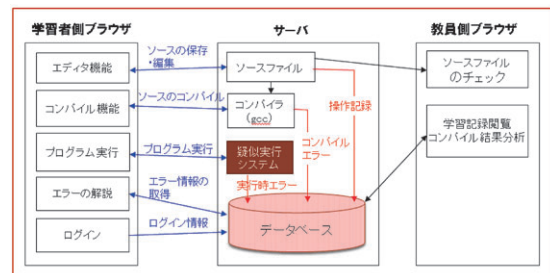 学習者側ブラウザ
サーバ
教員側ブラウザ
エディタ機能
コンパイル機能
プログラム実行
エラーの解説
ログイン
ソースの保存
・編集
ソースのコンパイル
プログラム実行
エラー情報の
取得
ログイン情報
ソースファイル
コンパイラ
(gcc)
疑似実行
システム
実行時エラー
コンパイル
エラー
操作記録
データベース
ソースファイル
のチェック
学習記録閲覧
コンパイル結果分析